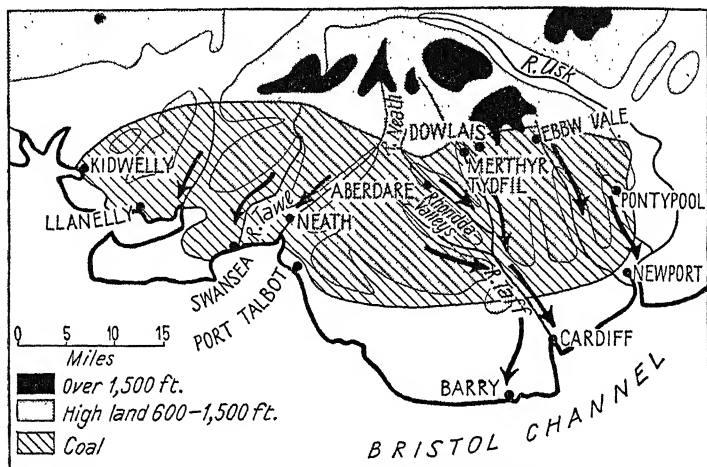 R. Usk
R. Neath
DOWLAIS
EBBW VALE
KIDWELLY
MERTHYR
TYDFIL
LLANELLY
R. Tawe
ABERDARE
NEATH
Rhondda
Valleys
PONTYPOOL
SWANSEA
PORT TALBOT
R. Taff
NEWPORT
0 5 10 15
Miles
CARDIFF
Over 1,500 ft.
BARRY
High land 600-1,500 ft.
Coal
BRISTOL CHANNEL